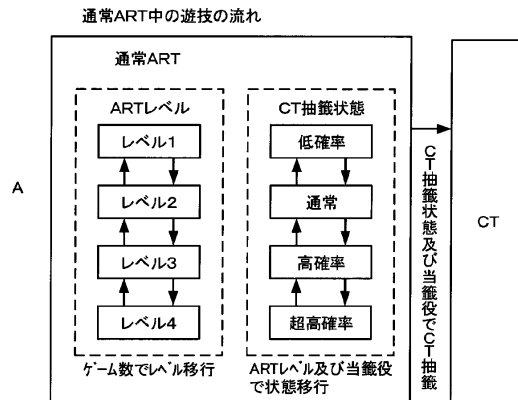 通常ART中の遊技の流れ
通常ART
ARTレベル
レベル1
レベル2
レベル3
レベル4
ゲーム数でレベル移行
CT抽籤状態
低確率
通常
高確率
超高確率
ARTレベル及び当籤役
で状態移行
A
CT抽籤状態及び当籤役でCT抽籤
CT